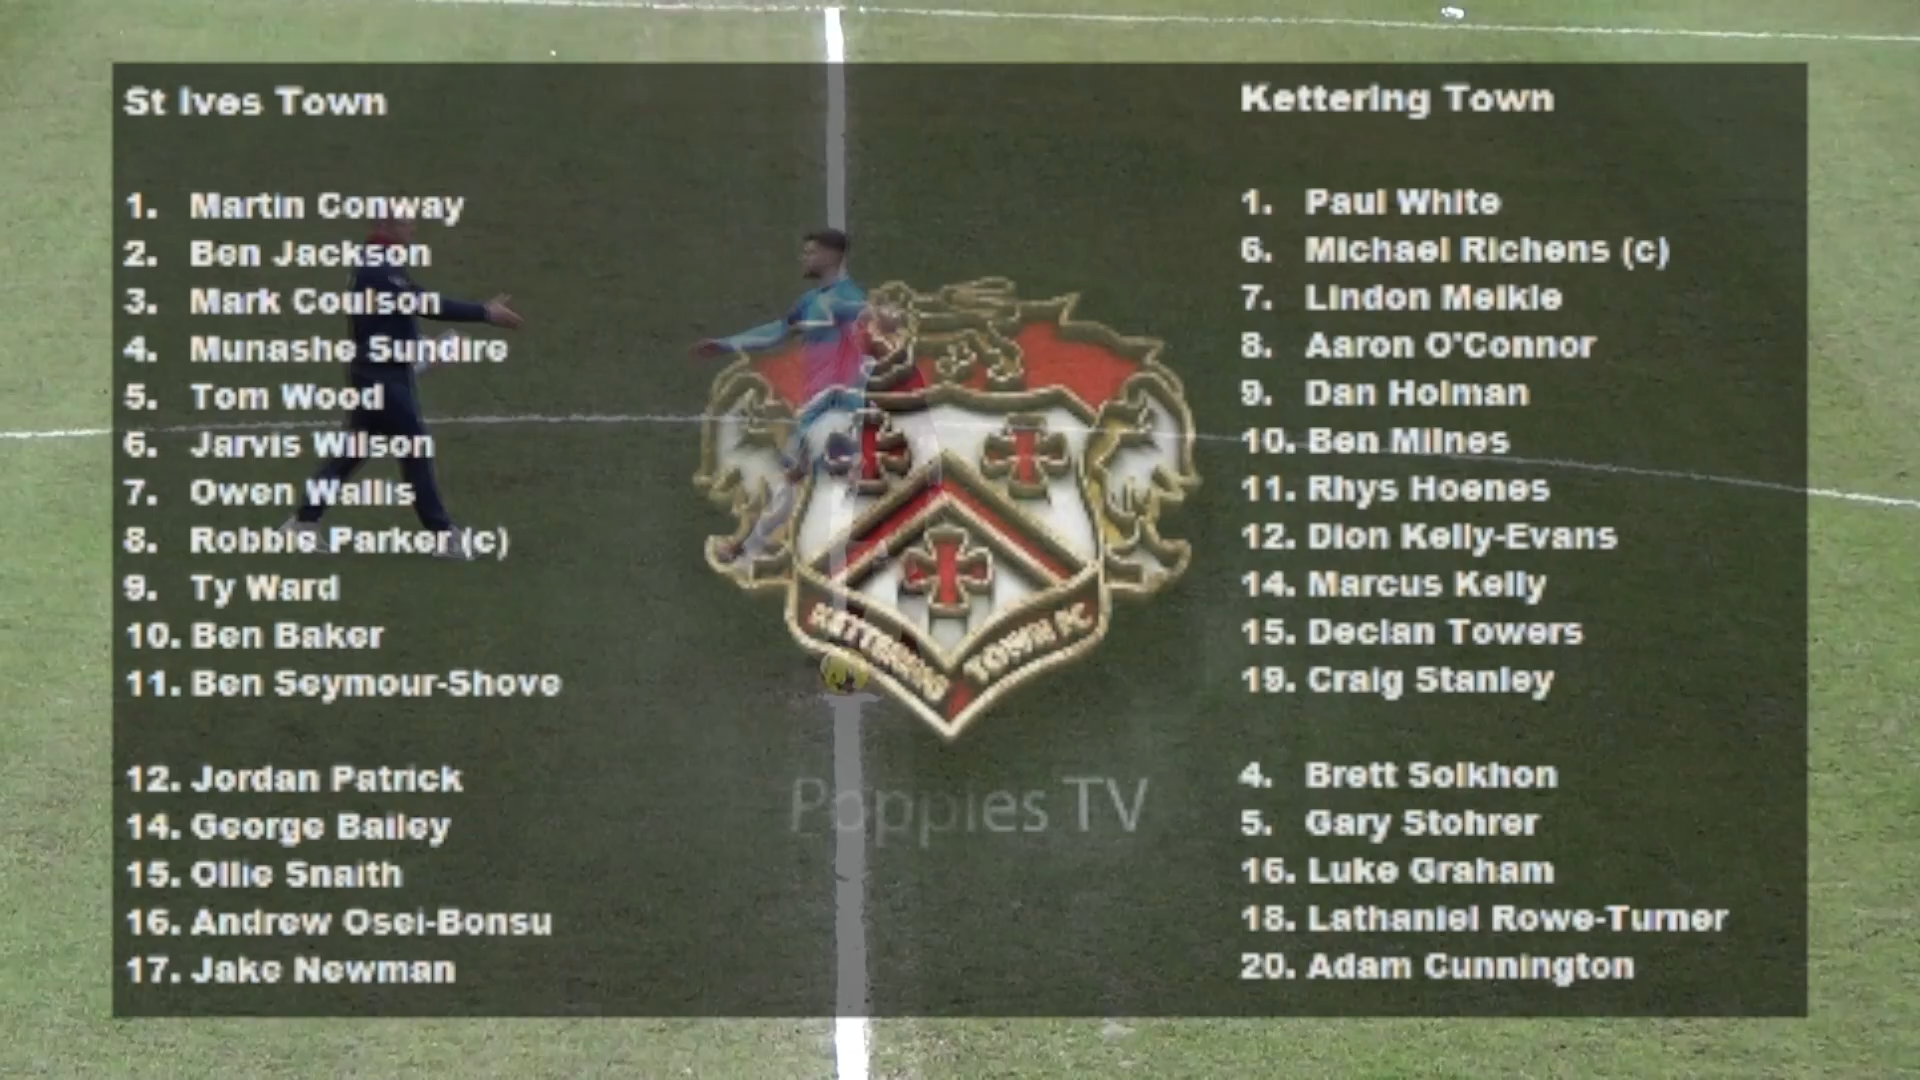 St Ives Town
1. Martin Conway
2. Ben Jackson
3. Mark Coulson
4. Munashe Sundire
5. Tom Wood
6. Jarvis Wilson
7. Owen Wallis
8. Robbie Parker (c)
9. Ty Ward
10. Ben Baker
11. Ben Seymour-Shove
12. Jordan Patrick
14. George Bailey
15. Ollie Snaith
16. Andrew Osei-Bonsu
17. Jake Newman
KETTERING TOWN FC
Poppies TV
Kettering Town
1. Paul White
6. Michael Richens (c)
7. Lindon Meikle
8. Aaron O'Connor
9. Dan Holman
10. Ben Milnes
11. Rhys Hoenes
12. Dion Kelly-Evans
14. Marcus Kelly
15. Declan Towers
19. Craig Stanley
4. Brett Solkhon
5. Gary Stohrer
16. Luke Graham
18. Lathaniel Rowe-Turner
20. Adam Cunnington